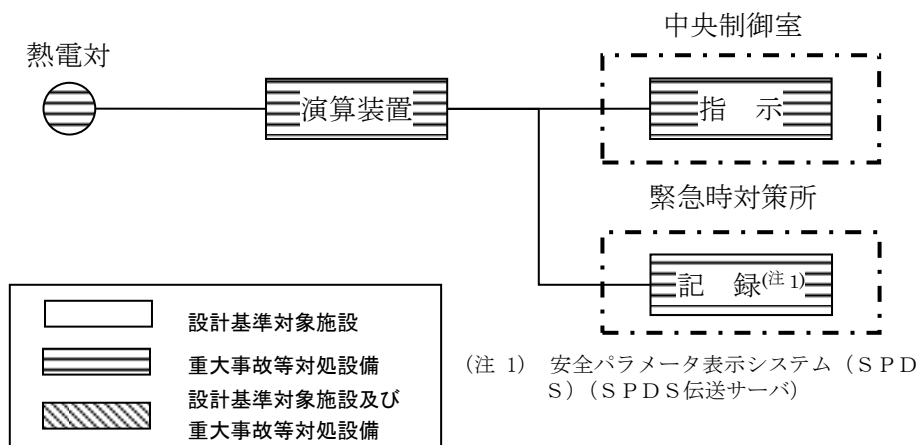 中央制御室
熱電対
演算装置
指 示
緊急時対策所
記 録(注 1)
設計基準対象施設
重大事故等対処設備
設計基準対象施設及び
重大事故等対処設備
(注 1) 安全パラメータ表示システム(SPD
S)(SPDS伝送サーバ)